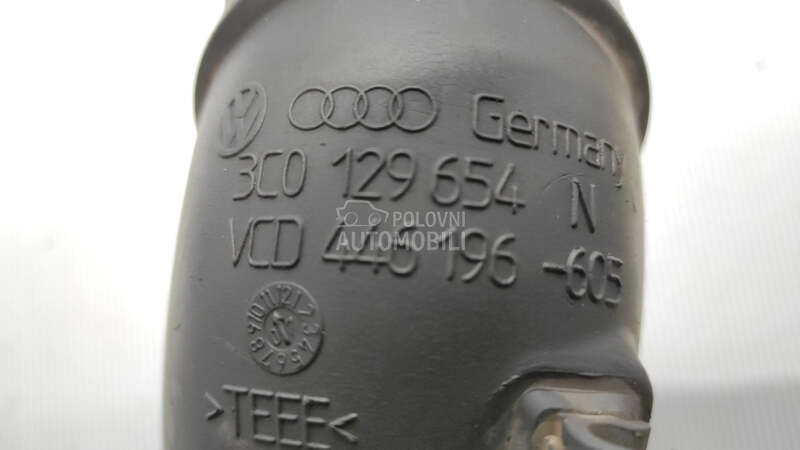 Germany
3C0 129 654 N
POLOVNI
AUTOMOBILI
VCD 446 196 -605
>TEEE<